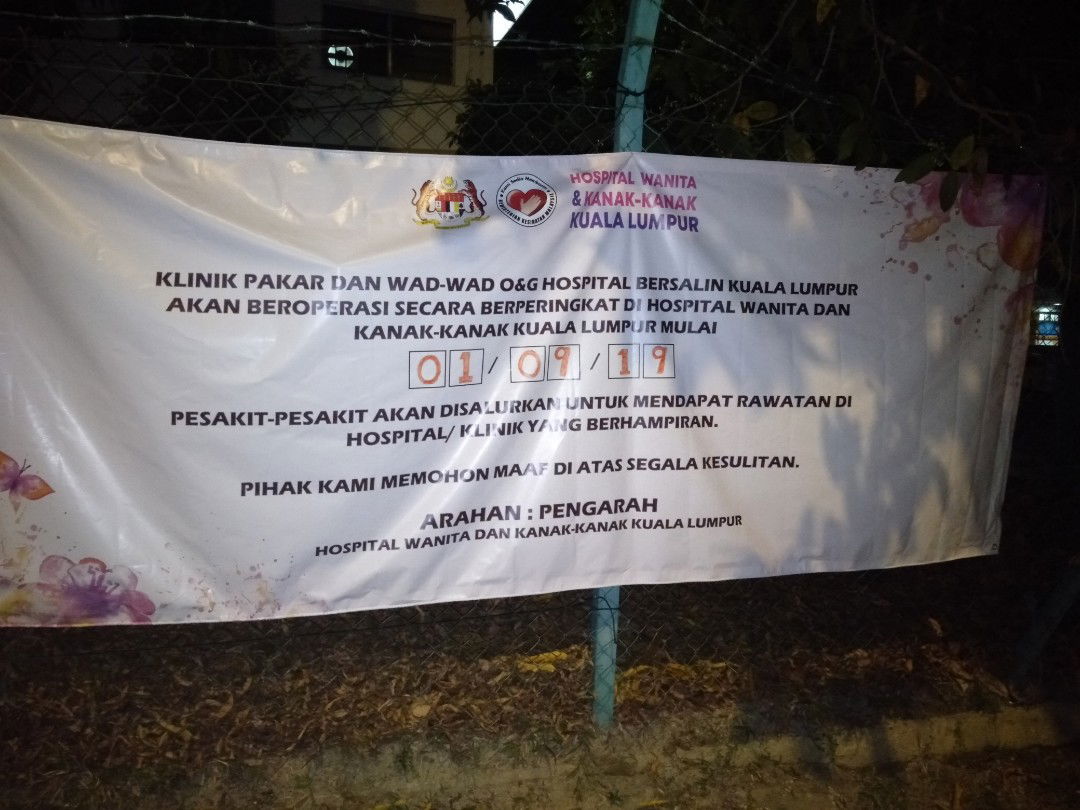 HOSPITAL WANITA
& KANAK-KANAK
KUALA LUMPUR
KLINIK PAKAR DAN WAD-WAD O&G HOSPITAL BERSALIN KUALA LUMPUR
AKAN BEROPERASI SECARA BERPERINGKAT DI HOSPITAL WANITA DAN
KANAK-KANAK KUALA LUMPUR MULAI
01/09/19
PESAKIT-PESAKIT AKAN DISALURKAN UNTUK MENDAPAT RAWATAN DI
HOSPITAL/ KLINIK YANG BERHAMPIRAN.
PIHAK KAMI MEMOHON MAAF DI ATAS SEGALA KESULITAN.
ARAHAN : PENGARAH
HOSPITAL WANITA DAN KANAK-KANAK KUALA LUMPUR